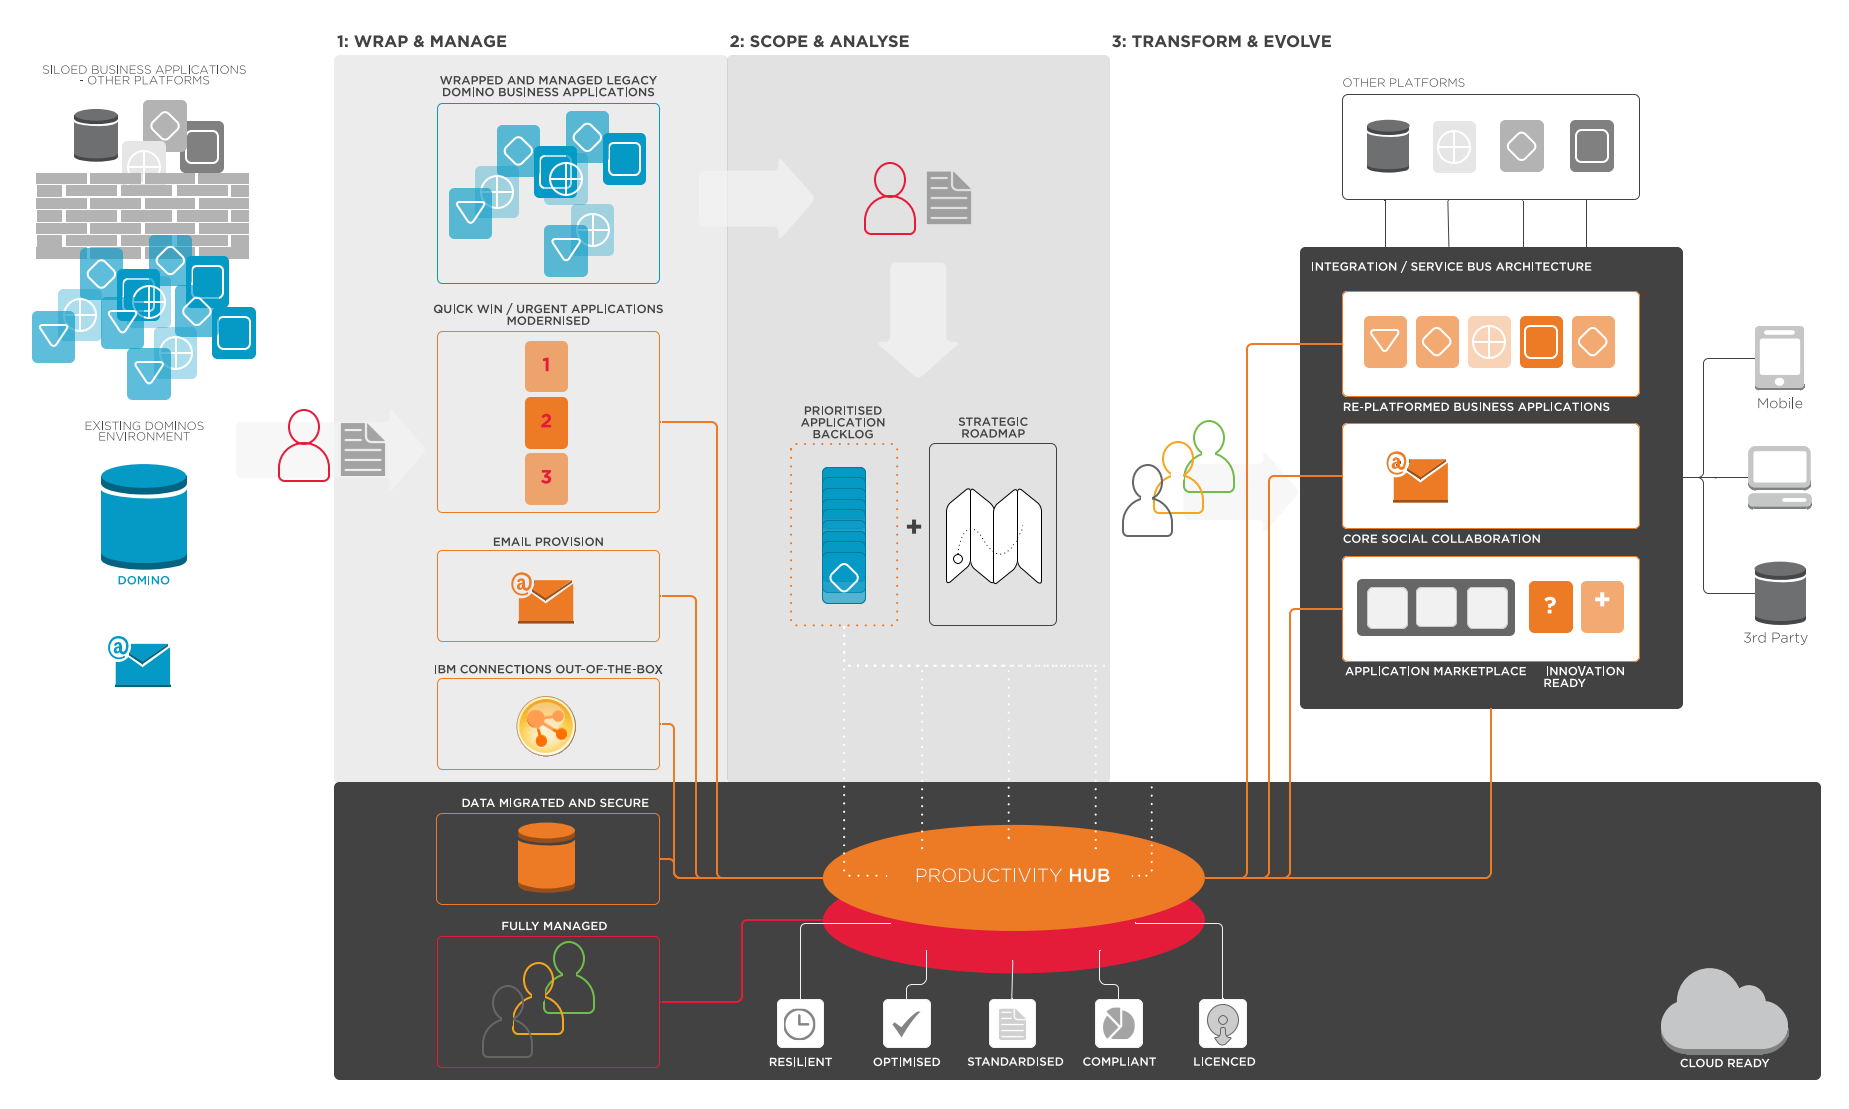 1: WRAP & MANAGE
2: SCOPE & ANALYSE
3: TRANSFORM & EVOLVE
SILOED BUSINESS APPLICATIONS
- OTHER PLATFORMS
EXISTING DOMINOS
ENVIRONMENT
DOMINO
@
WRAPPED AND MANAGED LEGACY
DOMINO BUSINESS APPLICATIONS
QUICK WIN / URGENT APPLICATIONS
MODERNISED
1
2
3
EMAIL PROVISION
@
IBM CONNECTIONS OUT-OF-THE-BOX
DATA MIGRATED AND SECURE
FULLY MANAGED
PRIORITISED
APPLICATION
BACKLOG
+
STRATEGIC
ROADMAP
PRODUCTIVITY HUB
RESILIENT
OPTIMISED
STANDARDISED
COMPLIANT
LICENCED
OTHER PLATFORMS
INTEGRATION / SERVICE BUS ARCHITECTURE
RE-PLATFORMED BUSINESS APPLICATIONS
@
CORE SOCIAL COLLABORATION
?
+
APPLICATION MARKETPLACE
INNOVATION
READY
Mobile
3rd Party
CLOUD READY